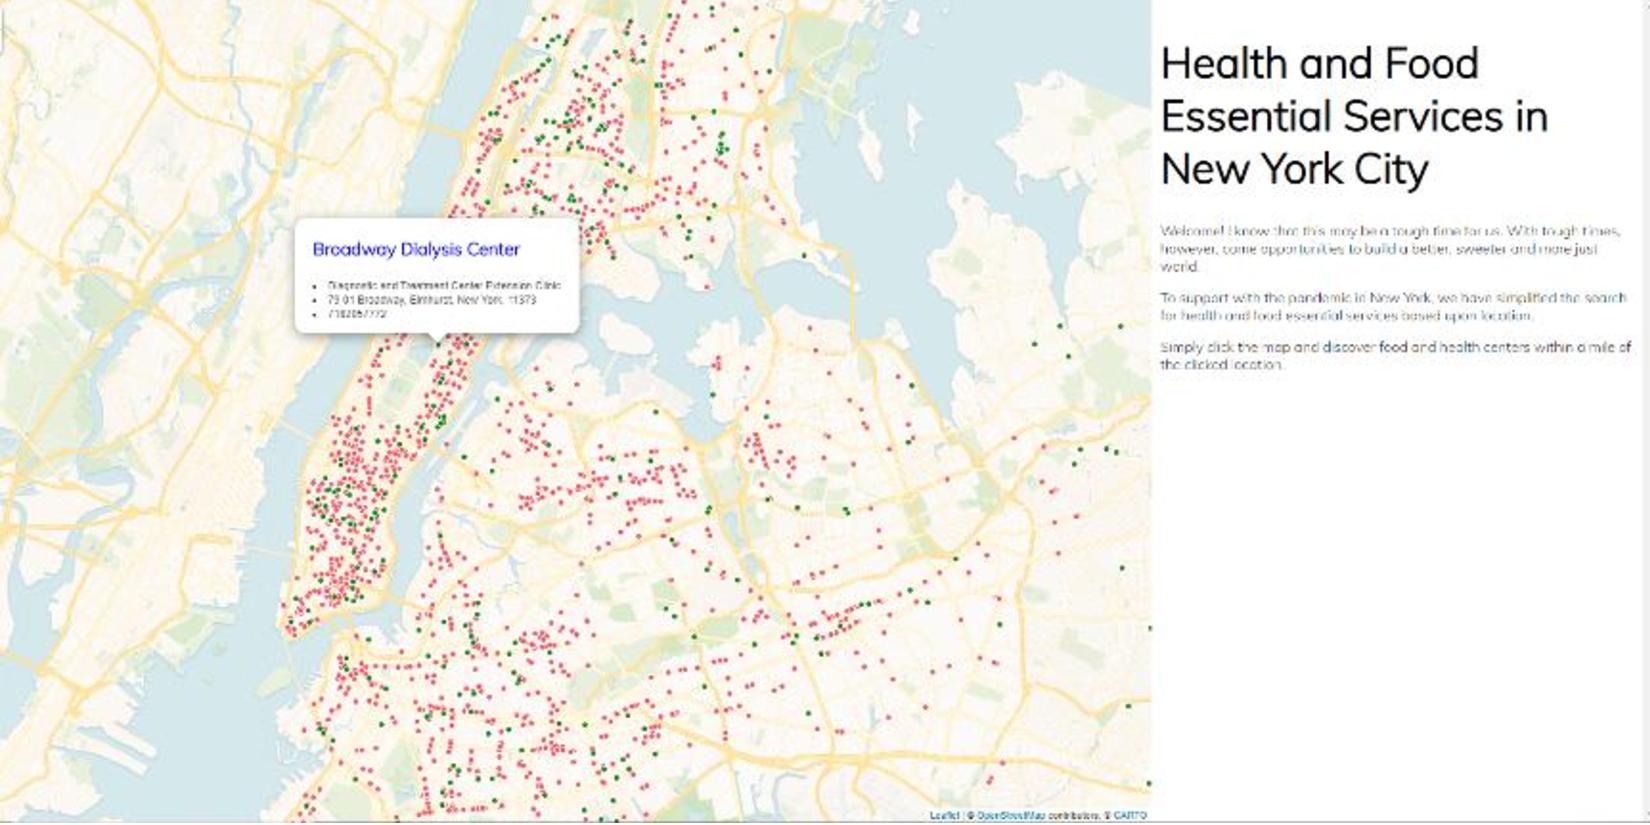 Health and Food
Essential Services in
New York City
Welcome! I know that this may be a tough time for us. With tough times,
however, come opportunities to build a better, sweeter and more just
world.
To support with the pandemic in New York, we have simplified the search
for health and food essential services based upon location.
Simply click the map and discover food and health centers within a mile of
the clicked location.
Broadway Dialysis Center
Diagnostic and Treatment Center Extension Clinic
79 01 Broadway, Elmhurst, New York, 11373
Leaflet | © OpenStreetMap contributors, © CARTO